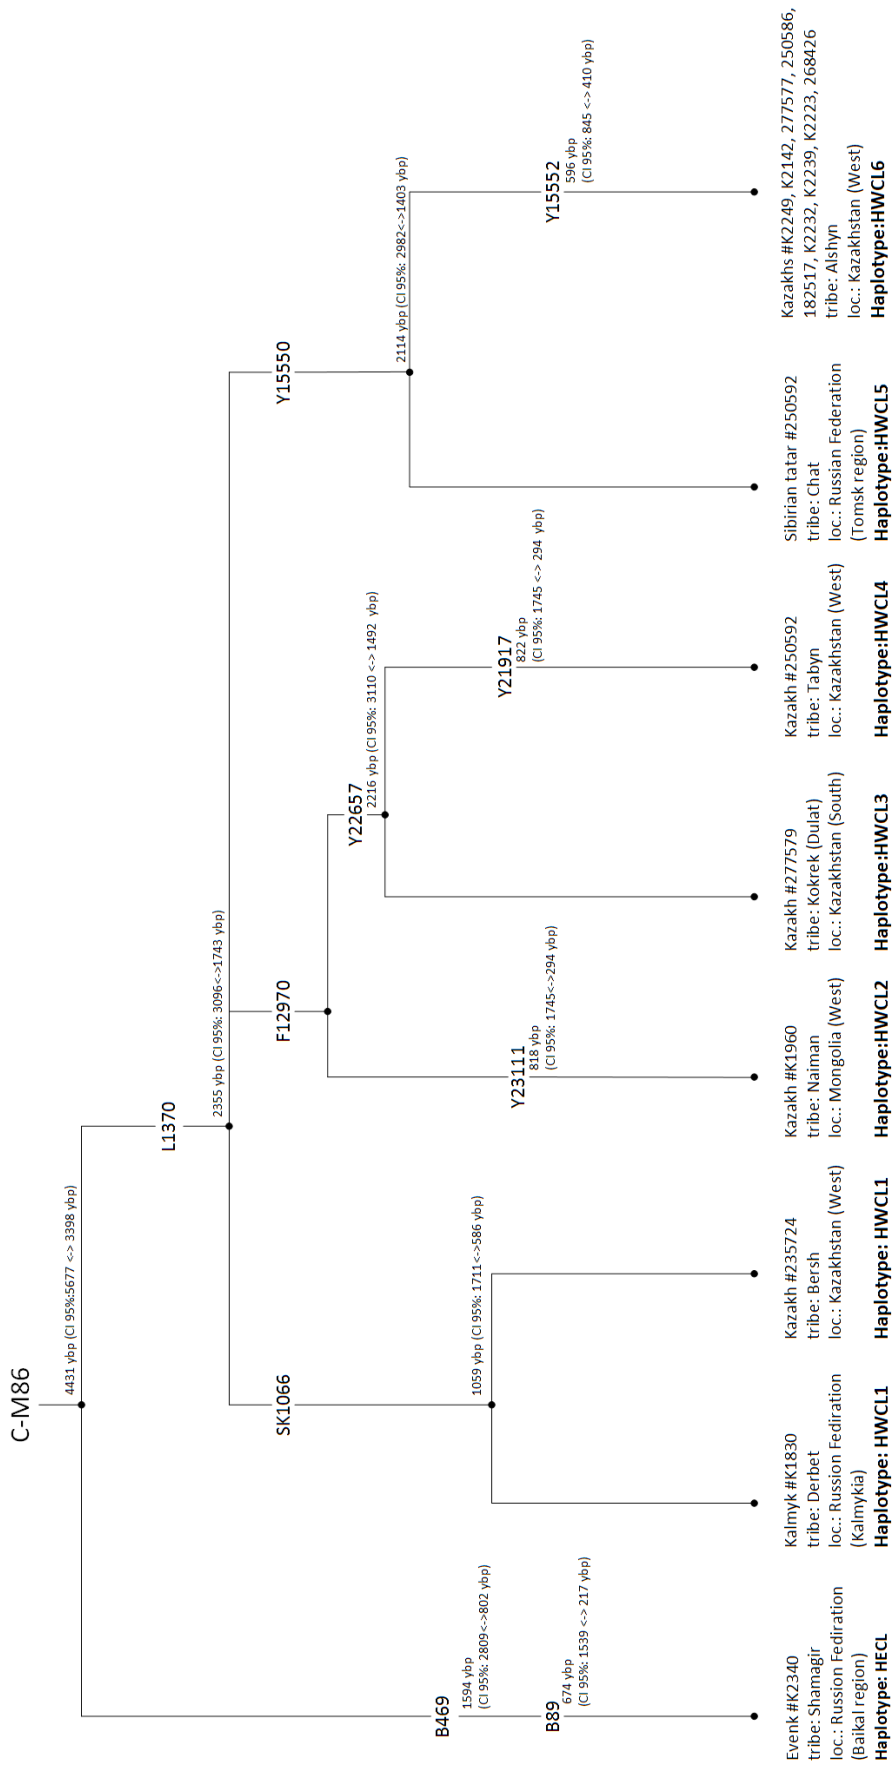 C-M86
4431 ybp (CI 95%:5677 <-> 3398 ybp)
L1370
2355 ybp (CI 95%: 3096<->1743 ybp)
SK1066
F12970
Y15550
2114 ybp (CI 95%: 2982<->1403 ybp)
Y22657
2216 ybp (CI 95%: 3110 <-> 1492 ybp)
B469
1594 ybp
(CI 95%: 2809<->802 ybp)
1059 ybp (CI 95%: 1711<->586 ybp)
Y23111
818 ybp
(CI 95%: 1745<->294 ybp)
Y21917
822 ybp
(CI 95%: 1745 <-> 294 ybp)
B89
674 ybp
(CI 95%: 1539 <-> 217 ybp)
Y15552
596 ybp
(CI 95%: 845 <-> 410 ybp)
Evenk #K2340
tribe: Shamagir
loc.: Russion Fediration
(Baikal region)
Haplotype: HECL
Kalmyk #K1830
tribe: Derbet
loc.: Russion Fediration
(Kalmykia)
Haplotype: HWCL1
Kazakh #235724
tribe: Bersh
loc.: Kazakhstan (West)
Haplotype: HWCL1
Kazakh #K1960
tribe: Naiman
loc.: Mongolia (West)
Haplotype:HWCL2
Kazakh #277579
tribe: Kokrek (Dulat)
loc.: Kazakhstan (South)
Haplotype:HWCL3
Kazakh #250592
tribe: Tabyn
loc.: Kazakhstan (West)
Haplotype:HWCL4
Sibirian tatar #250592
tribe: Chat
loc.: Russian Federation
(Tomsk region)
Haplotype:HWCL5
Kazakhs #K2249, K2142, 277577, 250586,
182517, K2232, K2239, K2223, 268426
tribe: Alshyn
loc.: Kazakhstan (West)
Haplotype:HWCL6